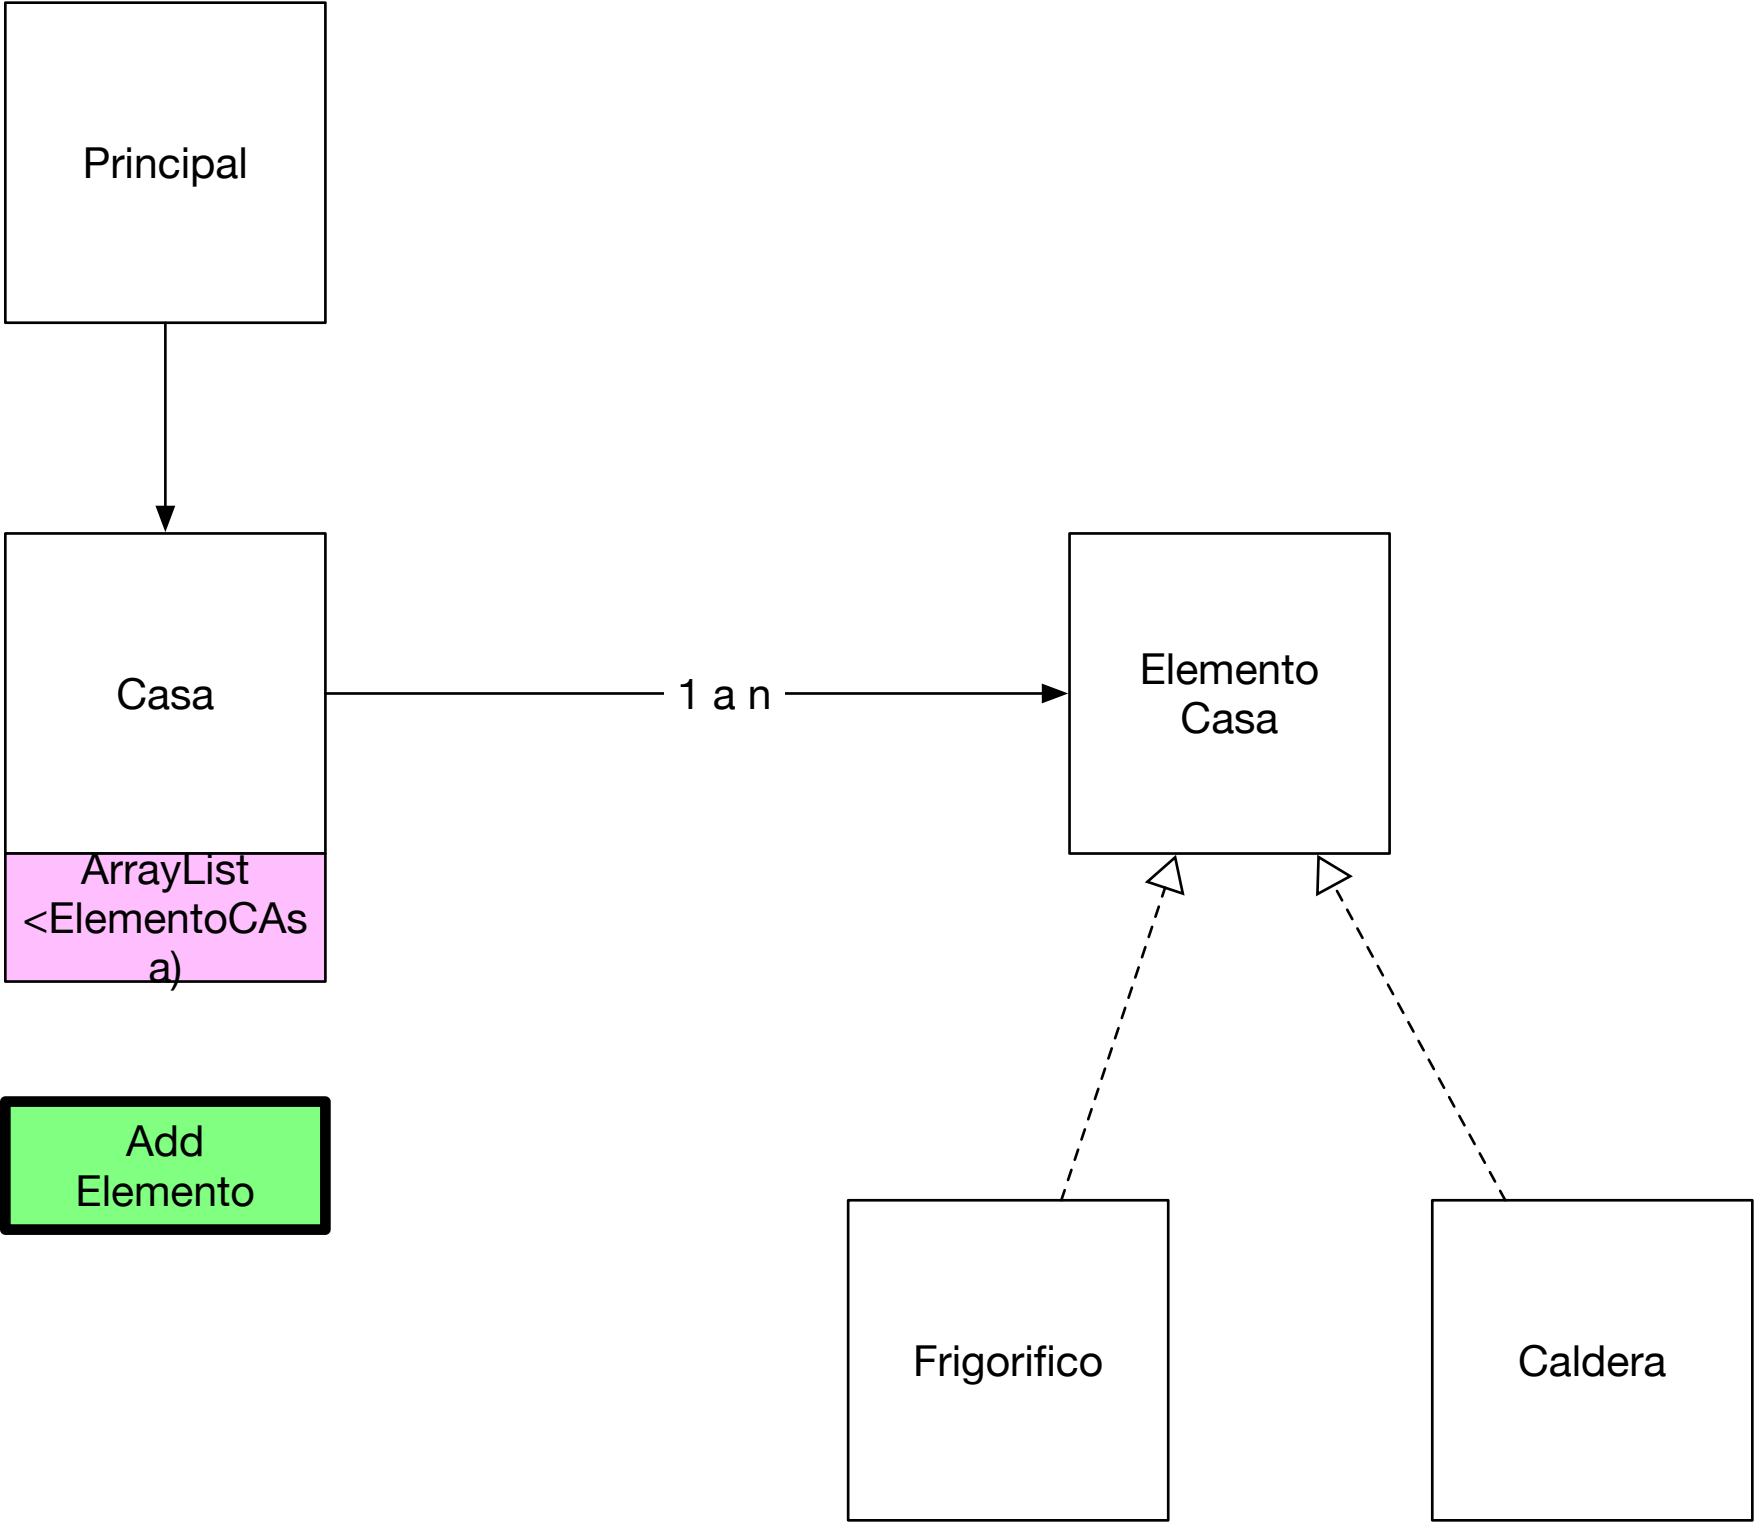 Principal
Casa
1 a n
Elemento
Casa
ArrayList
<ElementoCAs
a)
Add
Elemento
Frigorifico
Caldera